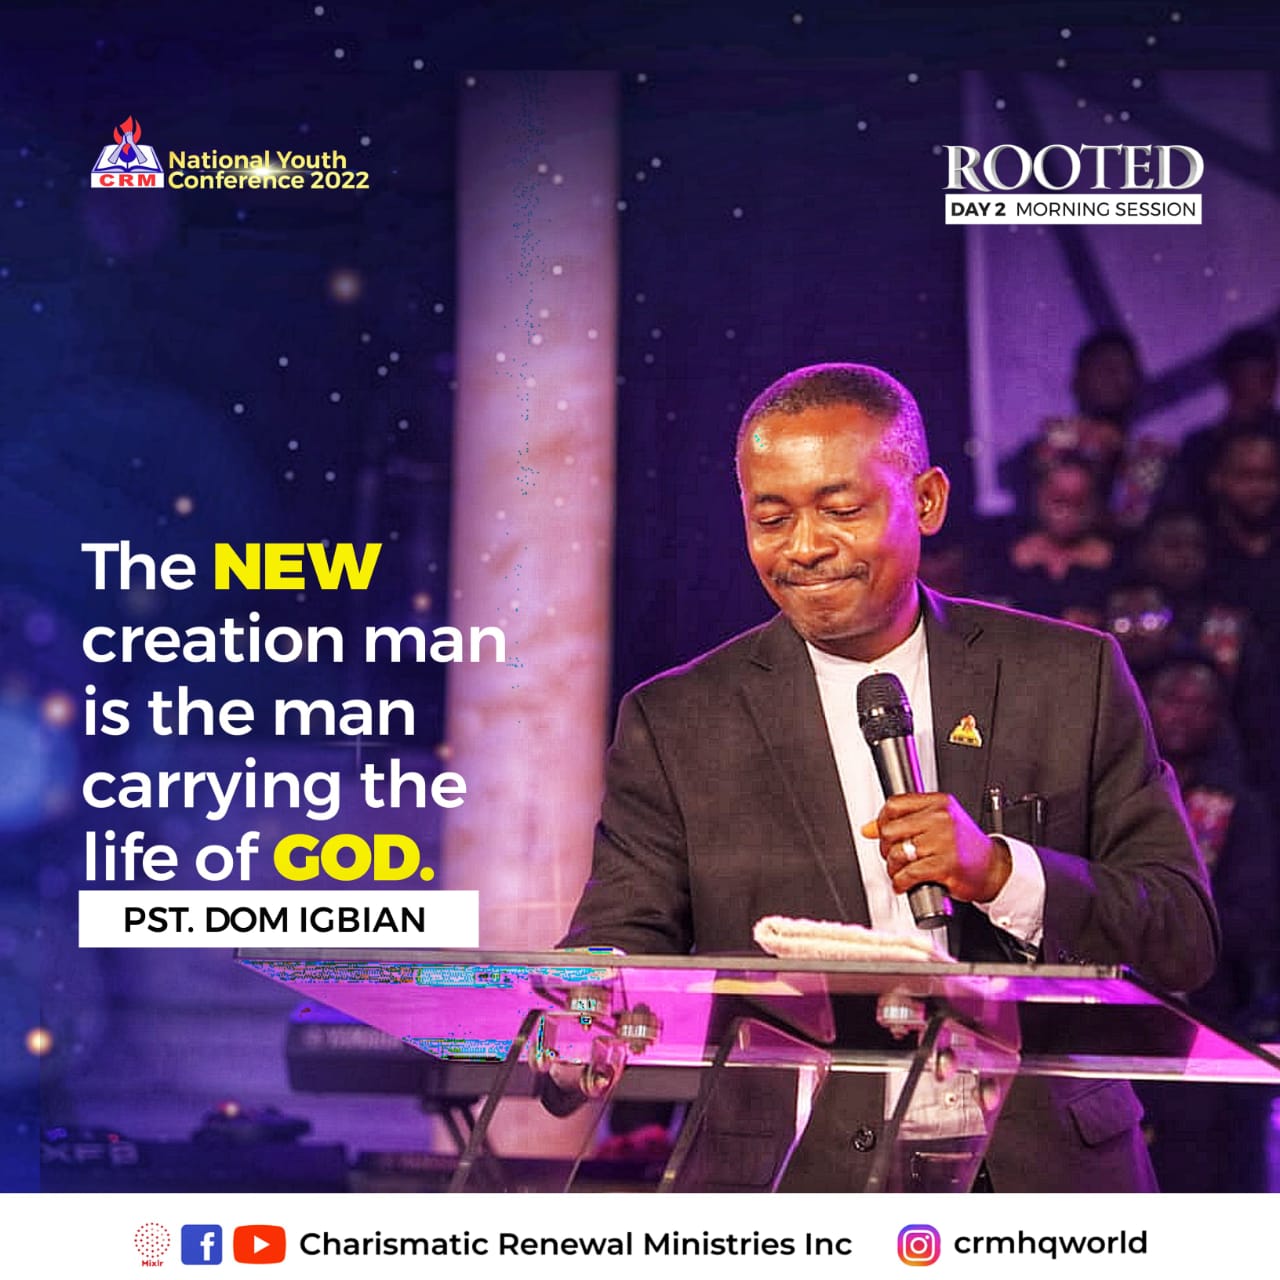 CRM
National Youth
Conference 2022
ROOTED
DAY 2 MORNING SESSION
The NEW
creation man
is the man
carrying the
life of GOD.
PST. DOM IGBIAN
Mixlr
Charismatic Renewal Ministries Inc
crmhqworld